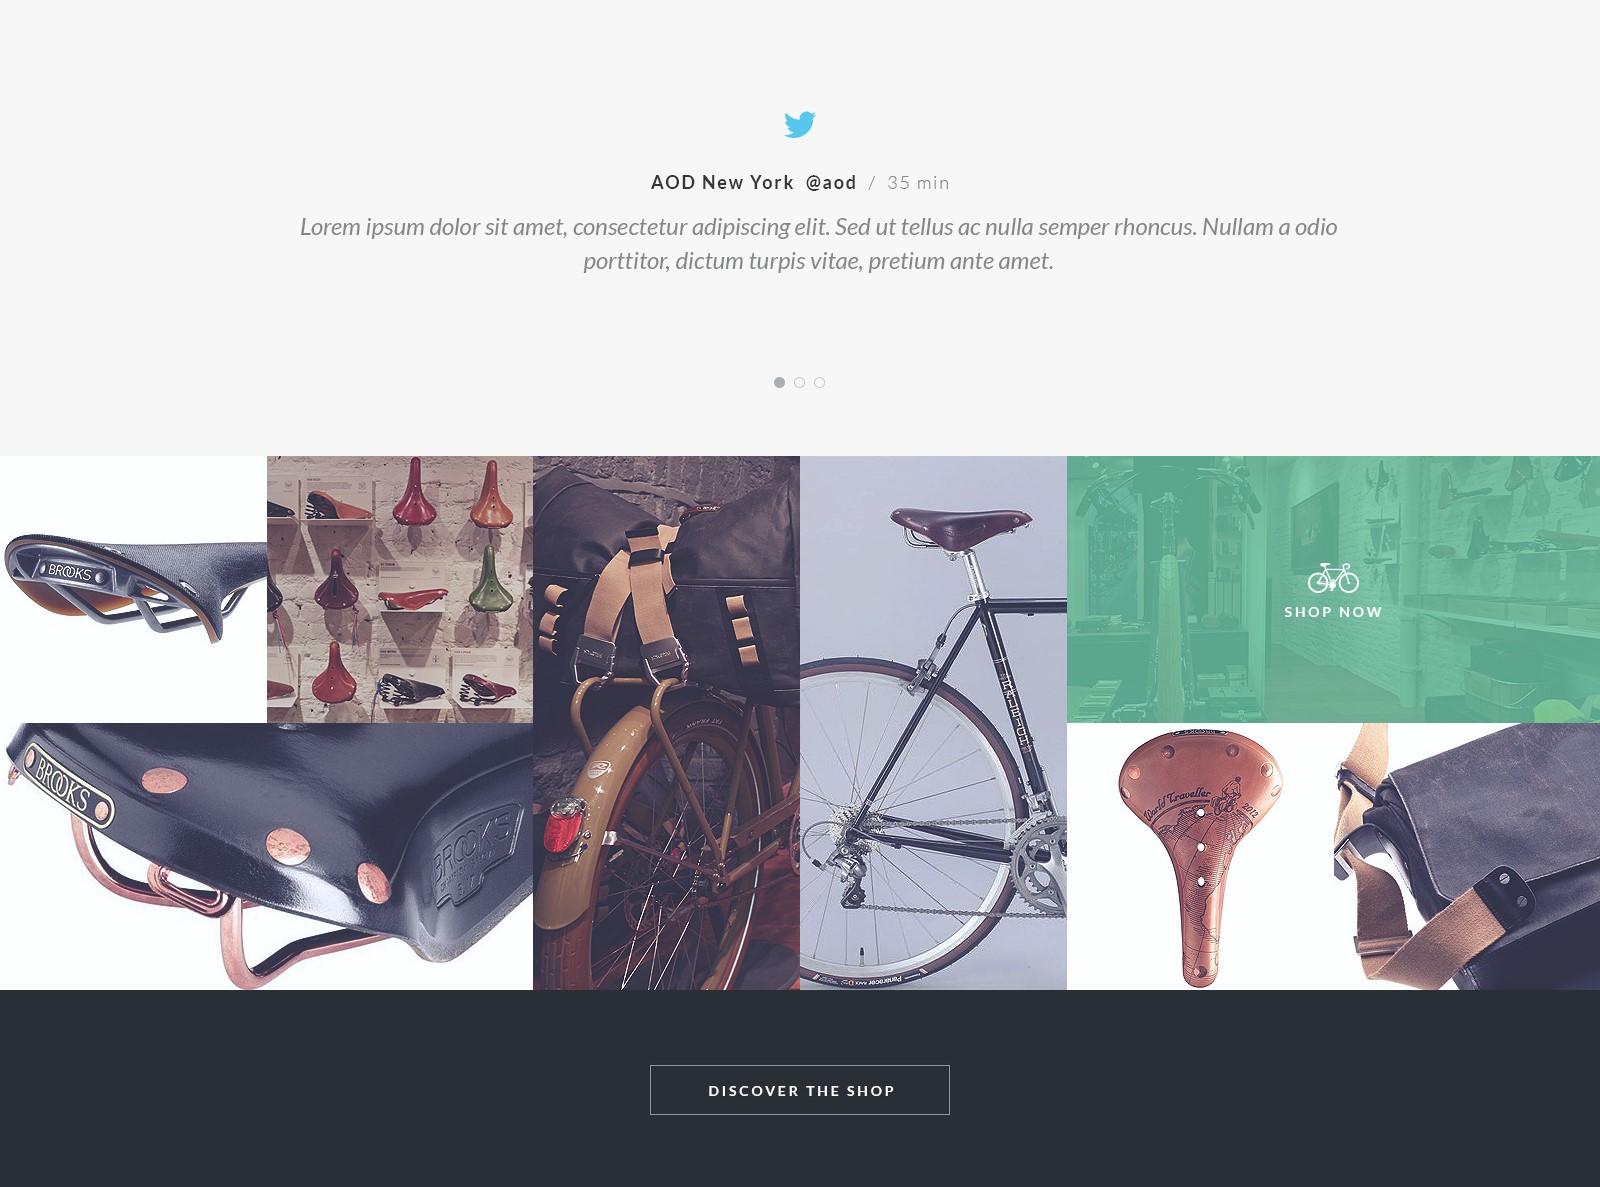 AOD New York @aod / 35 min
Lorem ipsum dolor sit amet, consectetur adipiscing elit. Sed ut tellus ac nulla semper rhoncus. Nullam a odio
porttitor, dictum turpis vitae, pretium ante amet.
BROOKS
RALEIGH
SHOP NOW
BROOKS
BROOKS
World Traveller
2012
Panaracer
DISCOVER THE SHOP